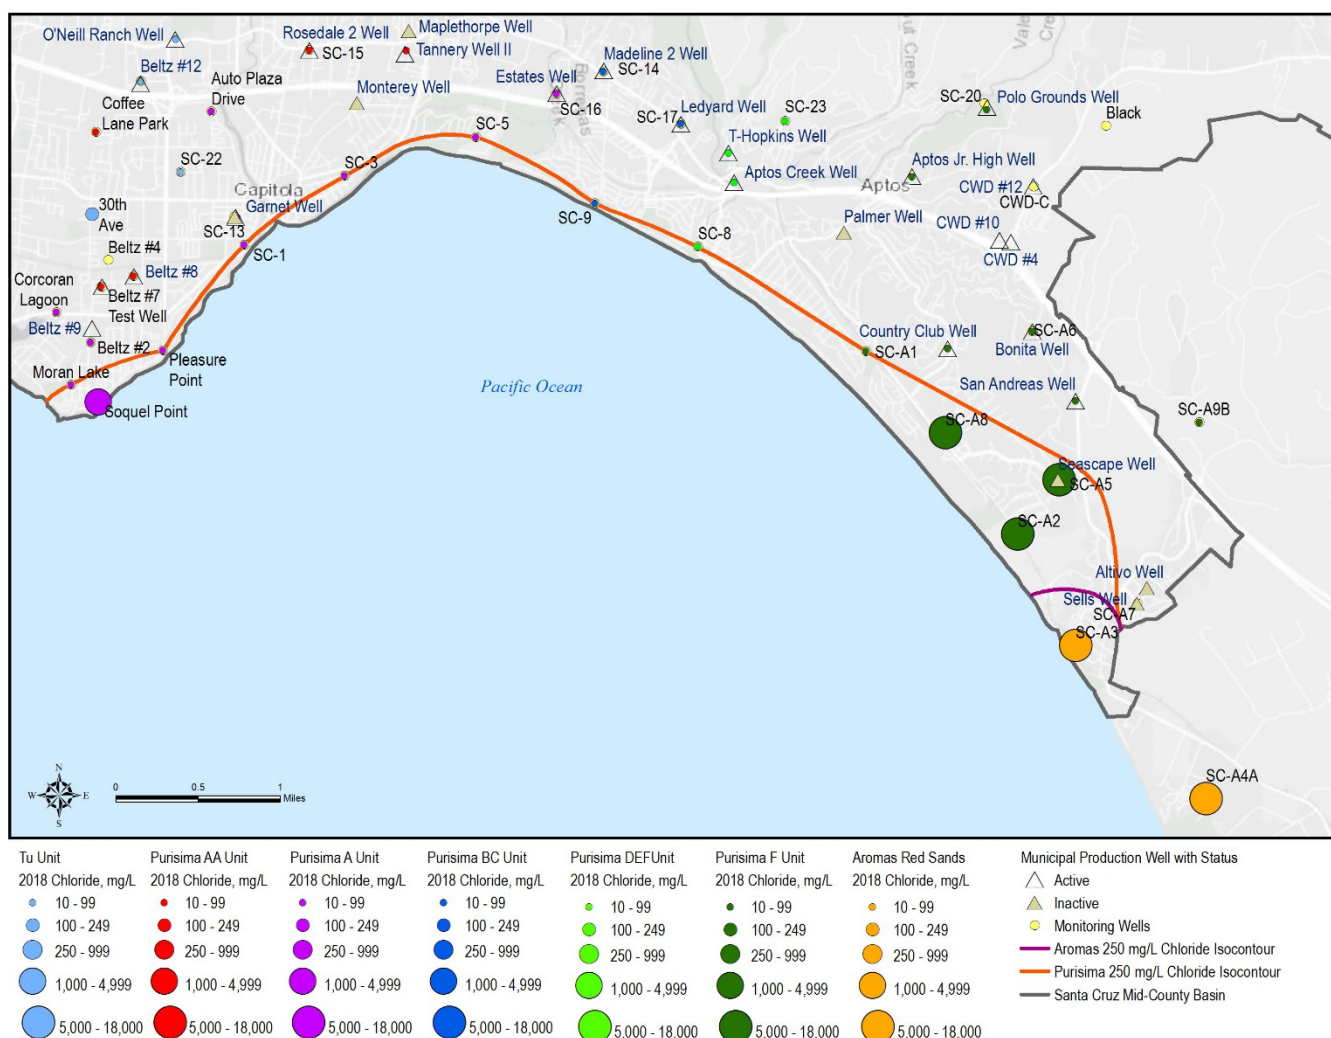 O'Neill Ranch Well
Rosedale 2 Well
SC-15
Maplethorpe Well
Tannery Well II
Madeline 2 Well
SC-14
Beltz #12
Auto Plaza
Drive
Coffee
Lane Park
Monterey Well
Estates Well
SC-16
Ledyard Well
SC-17
SC-23
SC-20
Polo Grounds Well
Black
SC-5
T-Hopkins Well
SC-22
SC-3
Capitola
Aptos Creek Well
Aptos
Aptos Jr. High Well
CWD #12
CWD-C
30th
Ave
Garnet Well
SC-13
SC-1
SC-9
SC-8
Palmer Well
CWD #10
CWD #4
Beltz #4
Beltz #8
Corcoran
Lagoon
Beltz #7
Test Well
Beltz #9
Beltz #2
Pleasure
Point
Moran Lake
Soquel Point
Pacific Ocean
SC-A1
Country Club Well
SC-A6
Bonita Well
San Andreas Well
SC-A8
SC-A9B
Seascape Well
SC-A5
SC-A2
Altivo Well
Sells Well
SC-A7
SC-A3
SC-A4A
N
W
E
S
0
0.5
1
Miles
Tu Unit
2018 Chloride, mg/L
10 - 99
100 - 249
250 - 999
1,000 - 4,999
5,000 - 18,000
Purisima AA Unit
2018 Chloride, mg/L
10 - 99
100 - 249
250 - 999
1,000 - 4,999
5,000 - 18,000
Purisima A Unit
2018 Chloride, mg/L
10 - 99
100 - 249
250 - 999
1,000 - 4,999
5,000 - 18,000
Purisima BC Unit
2018 Chloride, mg/L
10 - 99
100 - 249
250 - 999
1,000 - 4,999
5,000 - 18,000
Purisima DEFUnit
2018 Chloride, mg/L
10 - 99
100 - 249
250 - 999
1,000 - 4,999
5,000 - 18,000
Purisima F Unit
2018 Chloride, mg/L
10 - 99
100 - 249
250 - 999
1,000 - 4,999
5,000 - 18,000
Aromas Red Sands
2018 Chloride, mg/L
10 - 99
100 - 249
250 - 999
1,000 - 4,999
5,000 - 18,000
Municipal Production Well with Status
Active
Inactive
Monitoring Wells
Aromas 250 mg/L Chloride Isocontour
Purisima 250 mg/L Chloride Isocontour
Santa Cruz Mid-County Basin